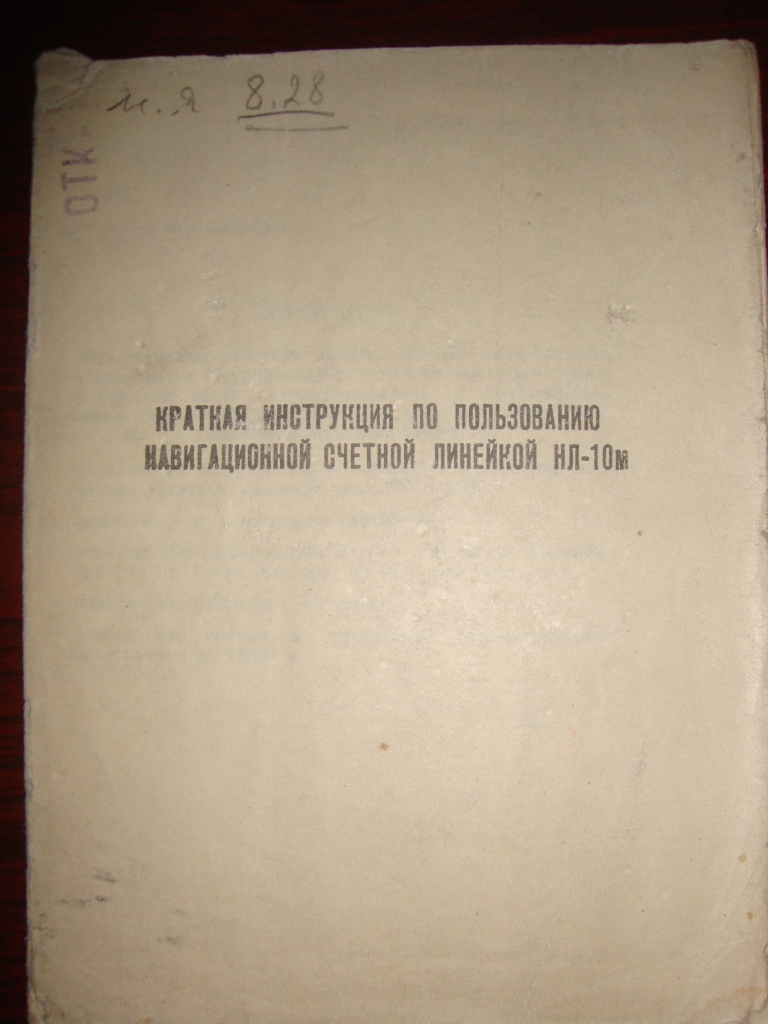 м.я 8.28
ОТК
КРАТКАЯ ИНСТРУКЦИЯ ПО ПОЛЬЗОВАНИЮ
НАВИГАЦИОННОЙ СЧЕТНОЙ ЛИНЕЙКОЙ НЛ-10м